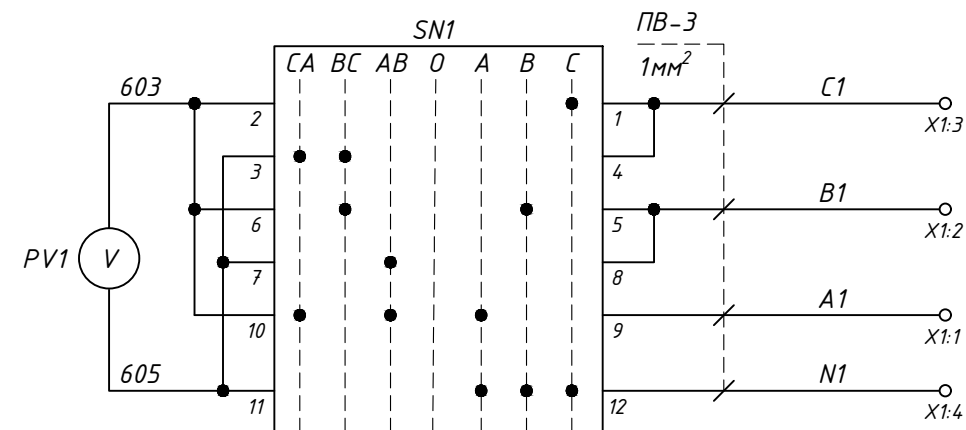 SN1
ПВ-3
1мм²
CA BC AB O A B C
603
C1
2
1
X1:3
3
4
B1
6
5
X1:2
PV1
V
7
8
A1
10
9
X1:1
605
N1
11
12
X1:4